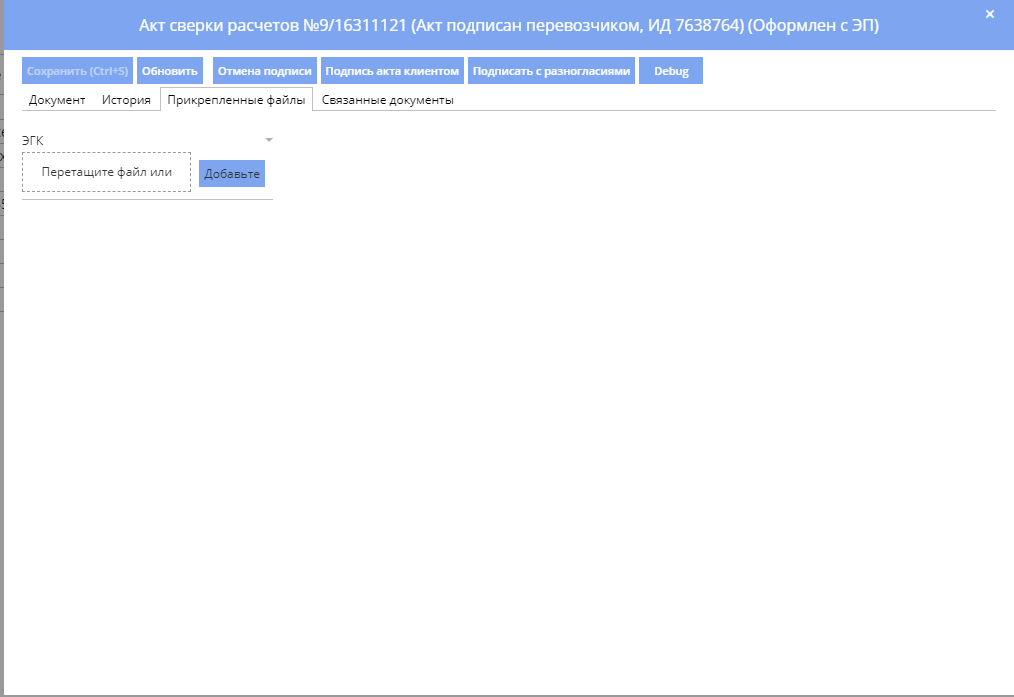 Акт сверки расчетов №9/16311121 (Акт подписан перевозчиком, ИД 7638764) (Оформлен с ЭП)
×
Сохранить (Ctrl+S) Обновить Отмена подписи Подпись акта клиентом Подписать с разногласиями Debug
Документ История Прикрепленные файлы Связанные документы
ЭГК
Перетащите файл или Добавьте